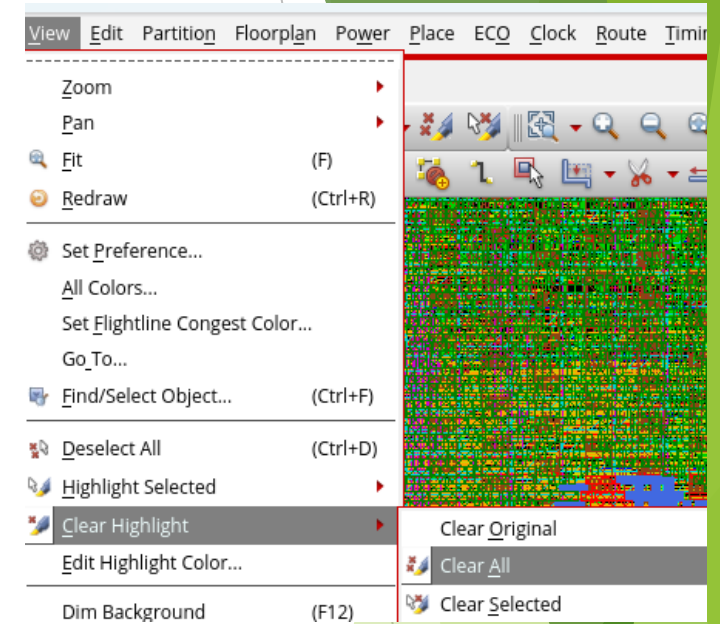 View Edit Partition Floorplan Power Place ECO Clock Route Timin
Zoom
Pan
Fit (F)
Redraw (Ctrl+R)
Set Preference...
All Colors...
Set Flightline Congest Color...
Go To...
Find/Select Object... (Ctrl+F)
Deselect All (Ctrl+D)
Highlight Selected
Clear Highlight
Clear Original
Clear All
Edit Highlight Color...
Clear Selected
Dim Background (F12)